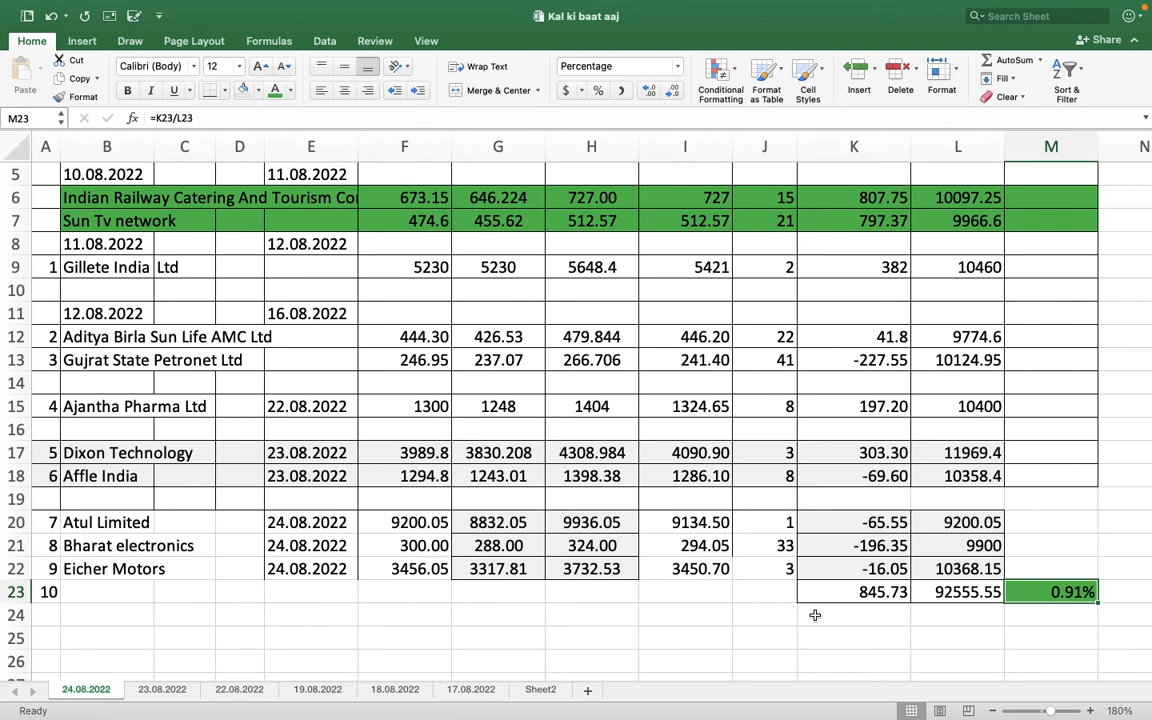 Kal ki baat aaj
Search Sheet
Home Insert Draw Page Layout Formulas Data Review View Share
Cut Calibri (Body) 12 Wrap Text Percentage AutoSum
Copy Fill
Paste Format Merge & Center Conditional Formatting Format as Table Cell Styles Insert Delete Format Clear Sort & Filter
M23 fx =K23/L23
A B C D E F G H I J K L M N
5 10.08.2022 11.08.2022
6 Indian Railway Catering And Tourism Co 673.15 646.224 727.00 727 15 807.75 10097.25
7 Sun Tv network 474.6 455.62 512.57 512.57 21 797.37 9966.6
8 11.08.2022 12.08.2022
9 1 Gillete India Ltd 5230 5230 5648.4 5421 2 382 10460
10
11 12.08.2022 16.08.2022
12 2 Aditya Birla Sun Life AMC Ltd 444.30 426.53 479.844 446.20 22 41.8 9774.6
13 3 Gujrat State Petronet Ltd 246.95 237.07 266.706 241.40 41 -227.55 10124.95
14
15 4 Ajantha Pharma Ltd 22.08.2022 1300 1248 1404 1324.65 8 197.20 10400
16
17 5 Dixon Technology 23.08.2022 3989.8 3830.208 4308.984 4090.90 3 303.30 11969.4
18 6 Affle India 23.08.2022 1294.8 1243.01 1398.38 1286.10 8 -69.60 10358.4
19
20 7 Atul Limited 24.08.2022 9200.05 8832.05 9936.05 9134.50 1 -65.55 9200.05
21 8 Bharat electronics 24.08.2022 300.00 288.00 324.00 294.05 33 -196.35 9900
22 9 Eicher Motors 24.08.2022 3456.05 3317.81 3732.53 3450.70 3 -16.05 10368.15
23 10 845.73 92555.55 0.91%
24
25
26
24.08.2022 23.08.2022 22.08.2022 19.08.2022 18.08.2022 17.08.2022 Sheet2
Ready 180%